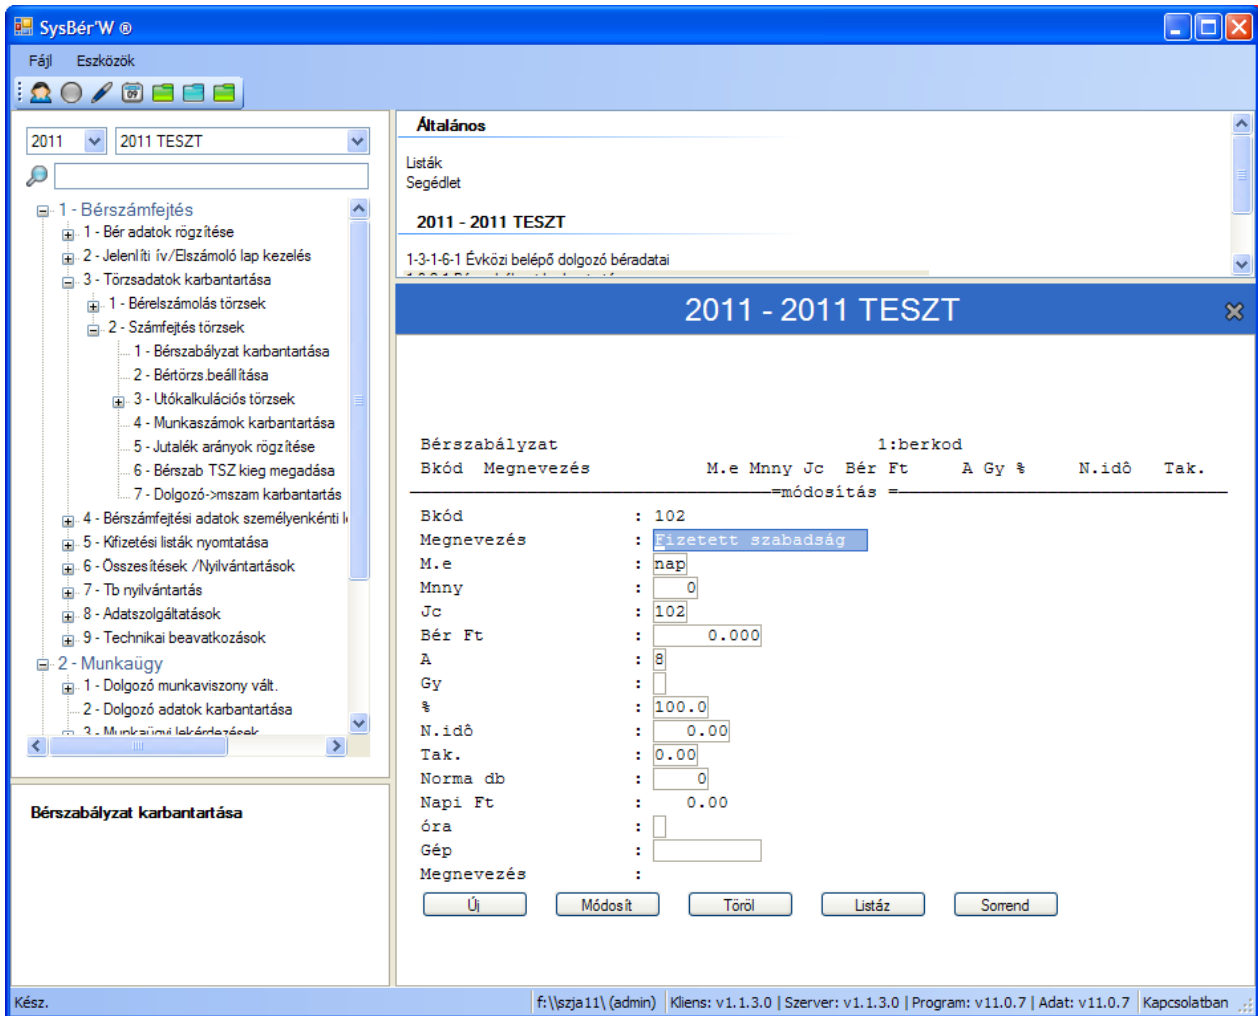 SysBér'W ®
Fájl Eszközök
2011 2011 TESZT
1 - Bérszámfejtés
1 - Bér adatok rögzítése
2 - Jelenlíti ív/Elszámoló lap kezelés
3 - Törzsadatok karbantartása
1 - Bérelszámolás törzsek
2 - Számfejtés törzsek
1 - Bérszabályzat karbantartása
2 - Bértörzs.beállítása
3 - Utókalkulációs törzsek
4 - Munkaszámok karbantartása
5 - Jutalék arányok rögzítése
6 - Bérszab TSZ kieg megadása
7 - Dolgozó->mszam karbantartás
4 - Bérszámfejtési adatok személyenkénti l
5 - Kifizetési listák nyomtatása
6 - Összesítések /Nyilvántartások
7 - Tb nyilvántartás
8 - Adatszolgáltatások
9 - Technikai beavatkozások
2 - Munkaügy
1 - Dolgozó munkaviszony vált.
2 - Dolgozó adatok karbantartása
3 - Munkaügyi lekérdezések
Bérszabályzat karbantartása
Általános
Listák
Segédlet
2011 - 2011 TESZT
1-3-1-6-1 Évközi belépő dolgozó béradatai
2011 - 2011 TESZT
Bérszabályzat 1:berkod
Bkód Megnevezés M.e Mnny Jc Bér Ft A Gy % N.idô Tak.
=módosítás =
Bkód : 102
Megnevezés : Fizetett szabadság
M.e : nap
Mnny : 0
Jc : 102
Bér Ft : 0.000
A : 8
Gy :
% : 100.0
N.idô : 0.00
Tak. : 0.00
Norma db : 0
Napi Ft : 0.00
óra :
Gép :
Megnevezés :
Új Módosít Töröl Listáz Sorrend
Kész. f:\\szja11\ (admin) Kliens: v1.1.3.0 | Szerver: v1.1.3.0 | Program: v11.0.7 | Adat: v11.0.7 Kapcsolatban